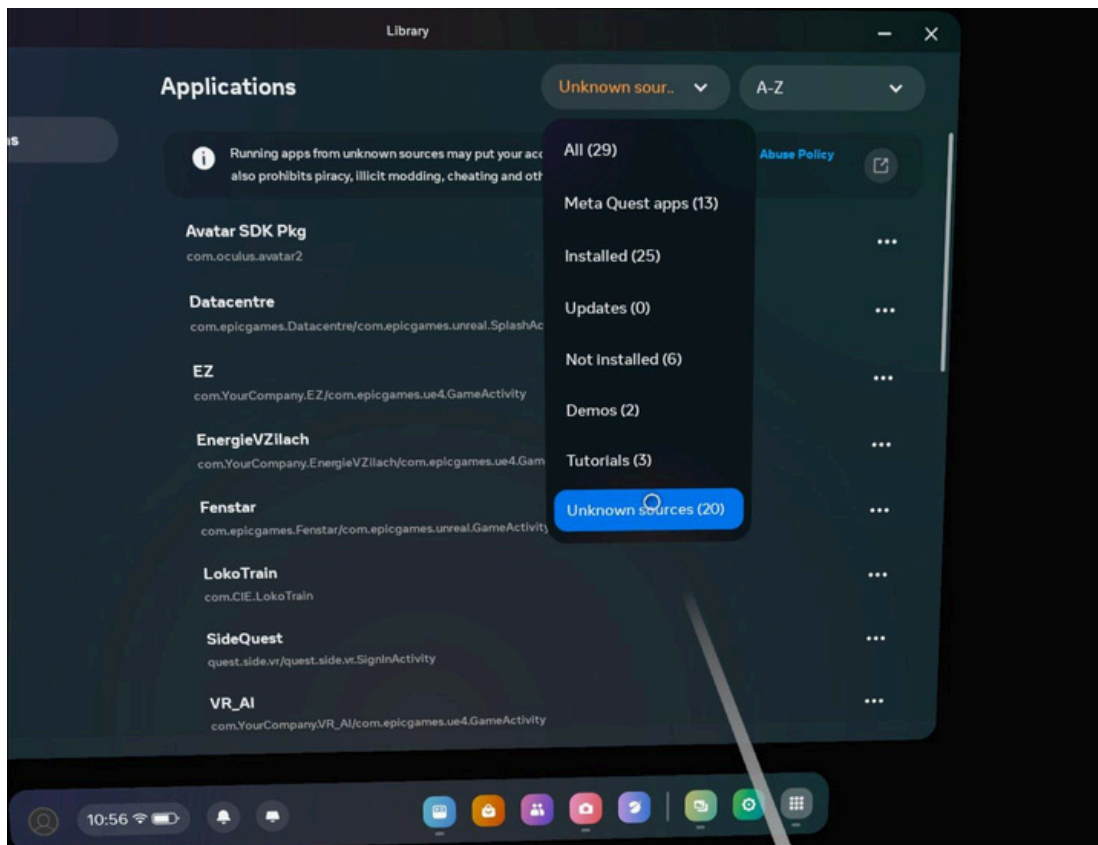 Library
Applications
Unknown sour..
A-Z
Running apps from unknown sources may put your acc
Abuse Policy
also prohibits piracy, illicit modding, cheating and oth
All (29)
Meta Quest apps (13)
Installed (25)
Updates (0)
Not installed (6)
Demos (2)
Tutorials (3)
Unknown sources (20)
Avatar SDK Pkg
com.oculus.avatar2
Datacentre
com.epicgames.Datacentre/com.epicgames.unreal.SplashAc
EZ
com.YourCompany.EZ/com.epicgames.ue4.GameActivity
EnergieVZilach
com.YourCompany.EnergieVZilach/com.epicgames.ue4.Gam
Fenstar
com.epicgames.Fenstar/com.epicgames.unreal.GameActivity
LokoTrain
com.CIE.LokoTrain
SideQuest
quest.side.vr/quest.side.vr.SignInActivity
VR_AI
com.YourCompany.VR_AI/com.epicgames.ue4.GameActivity
10:56